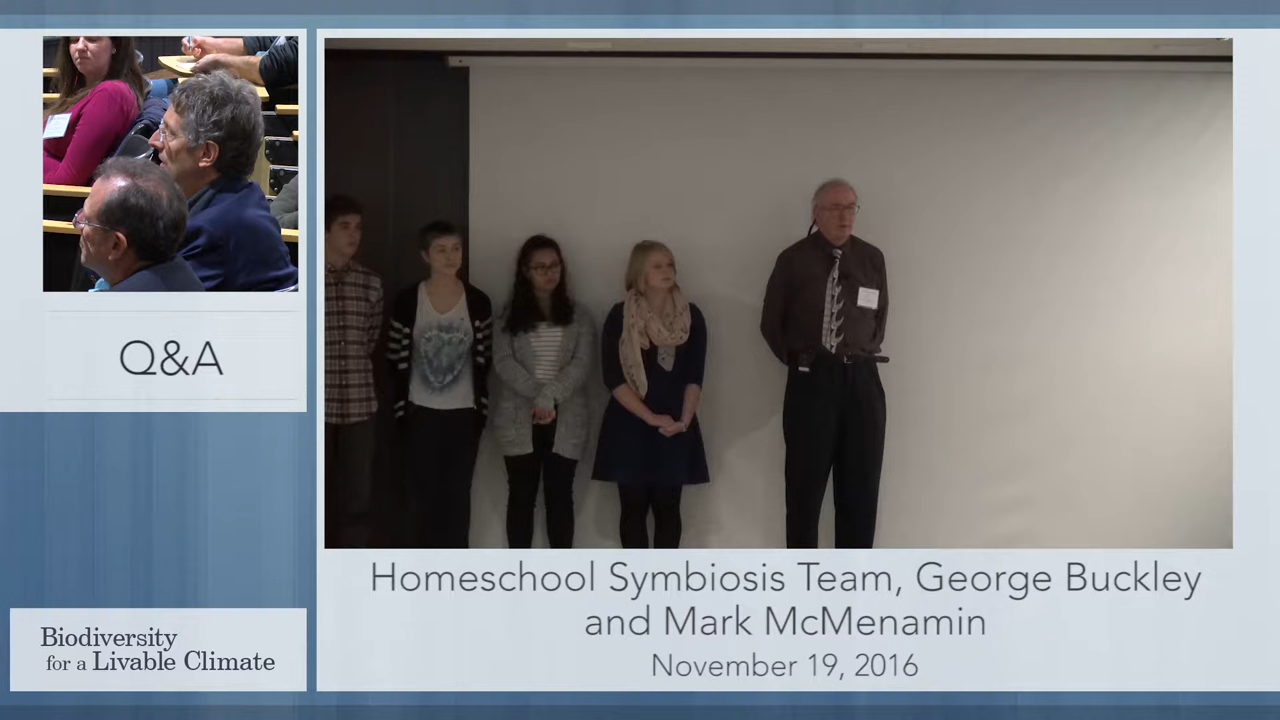 Q&A
Homeschool Symbiosis Team, George Buckley
and Mark McMenamin
November 19, 2016
Biodiversity
for a Livable Climate